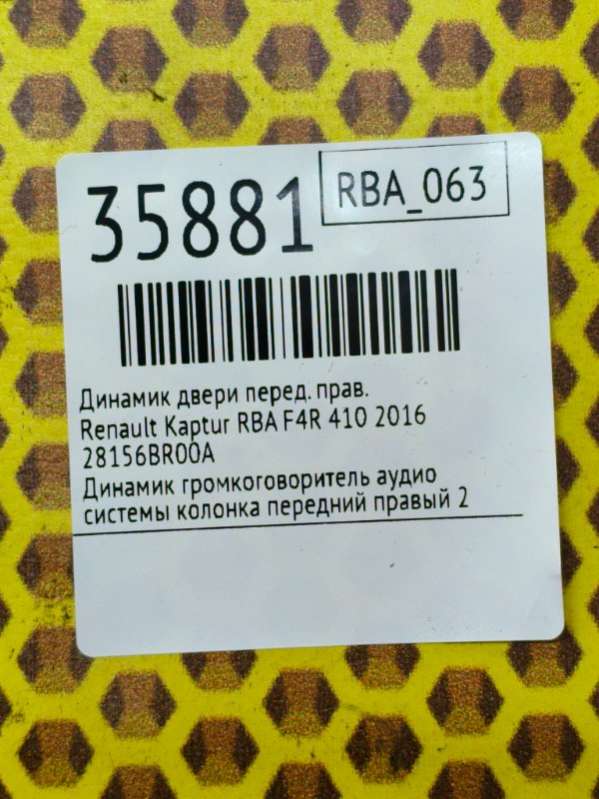 35881
RBA_063
Динамик двери перед. прав.
Renault Kaptur RBA F4R 410 2016
28156BR00A
Динамик громкоговоритель аудио
системы колонка передний правый 2